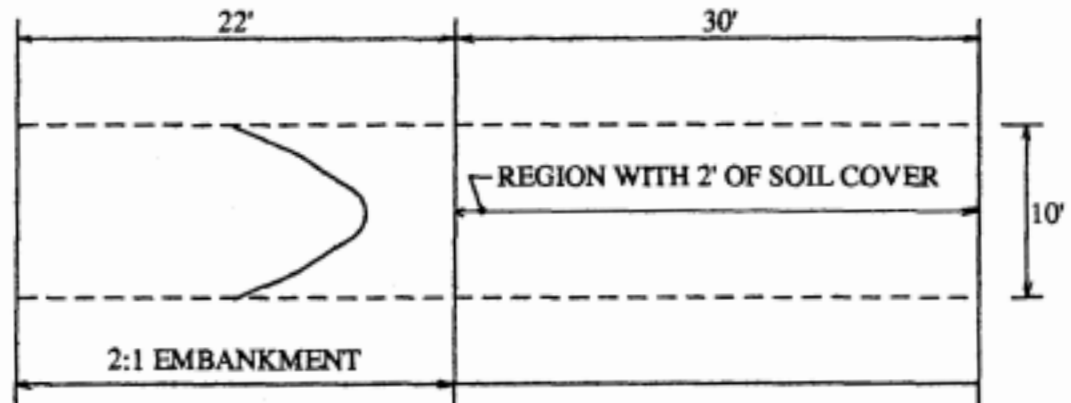 22'
30'
REGION WITH 2' OF SOIL COVER
10'
2:1 EMBANKMENT